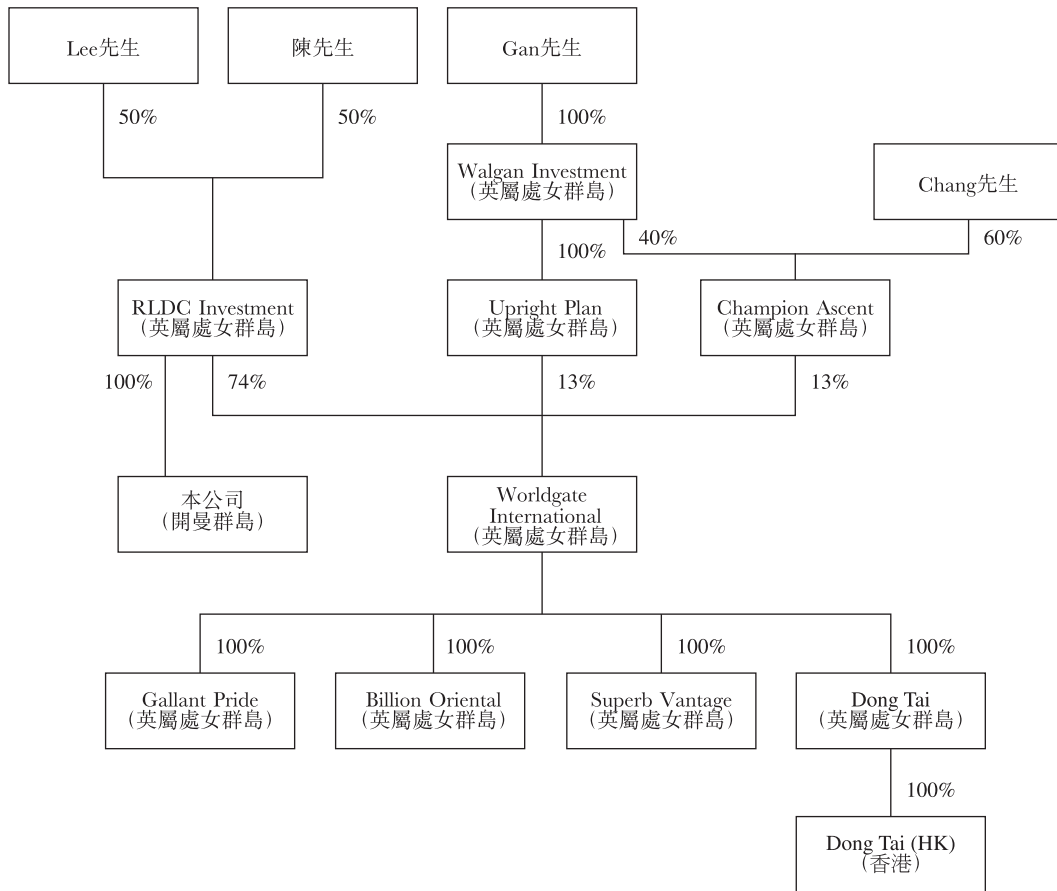 Lee先生
陳先生
Gan先生
50%
50%
100%
Walgan Investment
(英屬處女群島)
Chang先生
100%
40%
60%
RLDC Investment
(英屬處女群島)
Upright Plan
(英屬處女群島)
Champion Ascent
(英屬處女群島)
100%
74%
13%
13%
本公司
(開曼群島)
Worldgate
International
(英屬處女群島)
100%
100%
100%
100%
Gallant Pride
(英屬處女群島)
Billion Oriental
(英屬處女群島)
Superb Vantage
(英屬處女群島)
Dong Tai
(英屬處女群島)
100%
Dong Tai (HK)
(香港)